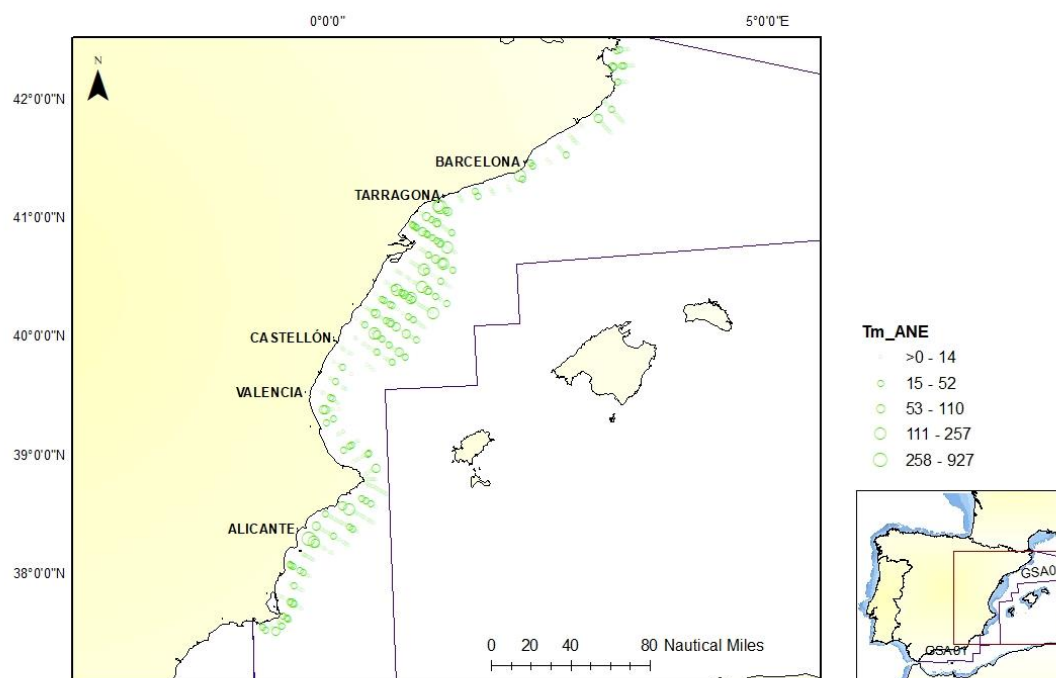 0°0'0"
5°0'0"E
N
42°0'0"N
BARCELONA
TARRAGONA
41°0'0"N
40°0'0"N
CASTELLÓN
VALENCIA
39°0'0"N
ALICANTE
38°0'0"N
0 20 40 80 Nautical Miles
Tm_ANE
>0 - 14
15 - 52
53 - 110
111 - 257
258 - 927
GSA0
GSA01